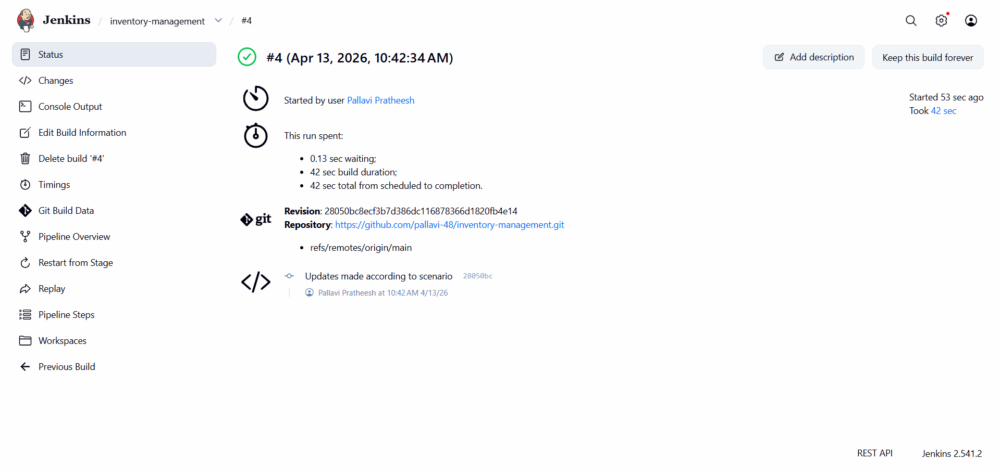 Jenkins / inventory-management / #4
Status
Changes
Console Output
Edit Build Information
Delete build ‘#4’
Timings
Git Build Data
Pipeline Overview
Restart from Stage
Replay
Pipeline Steps
Workspaces
Previous Build
#4 (Apr 13, 2026, 10:42:34 AM)
Add description
Keep this build forever
Started by user Pallavi Pratheesh
Started 53 sec ago
Took 42 sec
This run spent:
• 0.13 sec waiting;
• 42 sec build duration;
• 42 sec total from scheduled to completion.
git
Revision: 28050bc8ecf3b7d386dc116878366d1820fb4e14
Repository: https://github.com/pallavi-48/inventory-management.git
• refs/remotes/origin/main
Updates made according to scenario 28050bc
Pallavi Pratheesh at 10:42 AM 4/13/26
REST API
Jenkins 2.541.2